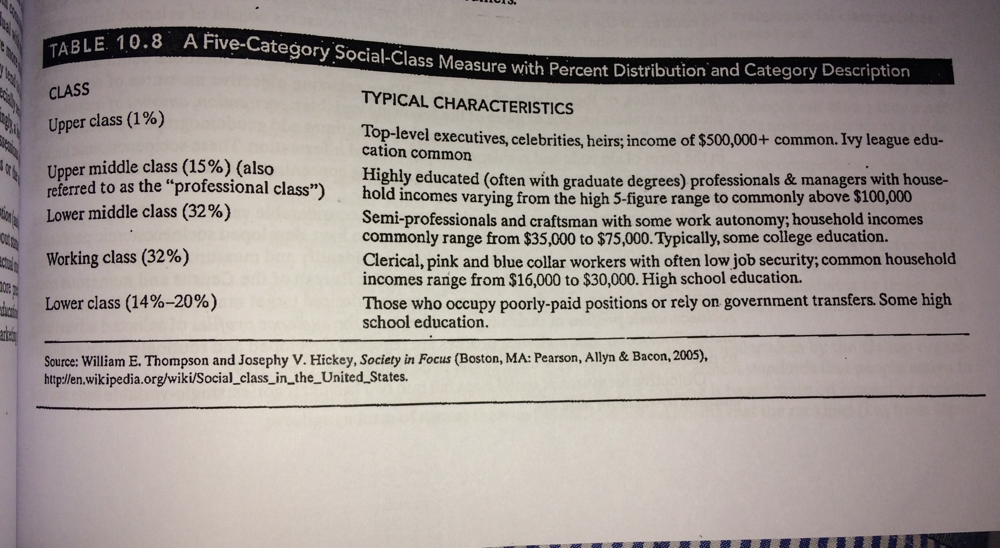 TABLE 10.8 A Five-Category Social-Class Measure with Percent Distribution and Category Description
CLASS
TYPICAL CHARACTERISTICS
Upper class (1%)
Top-level executives, celebrities, heirs; income of $500,000+ common. Ivy league edu-
cation common
Upper middle class (15%) (also
referred to as the “professional class”)
Highly educated (often with graduate degrees) professionals & managers with house-
hold incomes varying from the high 5-figure range to commonly above $100,000
Lower middle class (32%)
Semi-professionals and craftsman with some work autonomy; household incomes
commonly range from $35,000 to $75,000. Typically, some college education.
Working class (32%)
Clerical, pink and blue collar workers with often low job security; common household
incomes range from $16,000 to $30,000. High school education.
Lower class (14%–20%)
Those who occupy poorly-paid positions or rely on government transfers. Some high
school education.
Source: William E. Thompson and Josephy V. Hickey, Society in Focus (Boston, MA: Pearson, Allyn & Bacon, 2005),
http://en.wikipedia.org/wiki/Social_class_in_the_United_States.